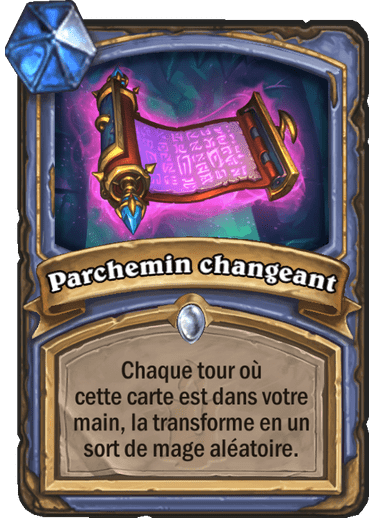 Parchemin changeant
Chaque tour où
cette carte est dans votre
main, la transforme en un
sort de mage aléatoire.